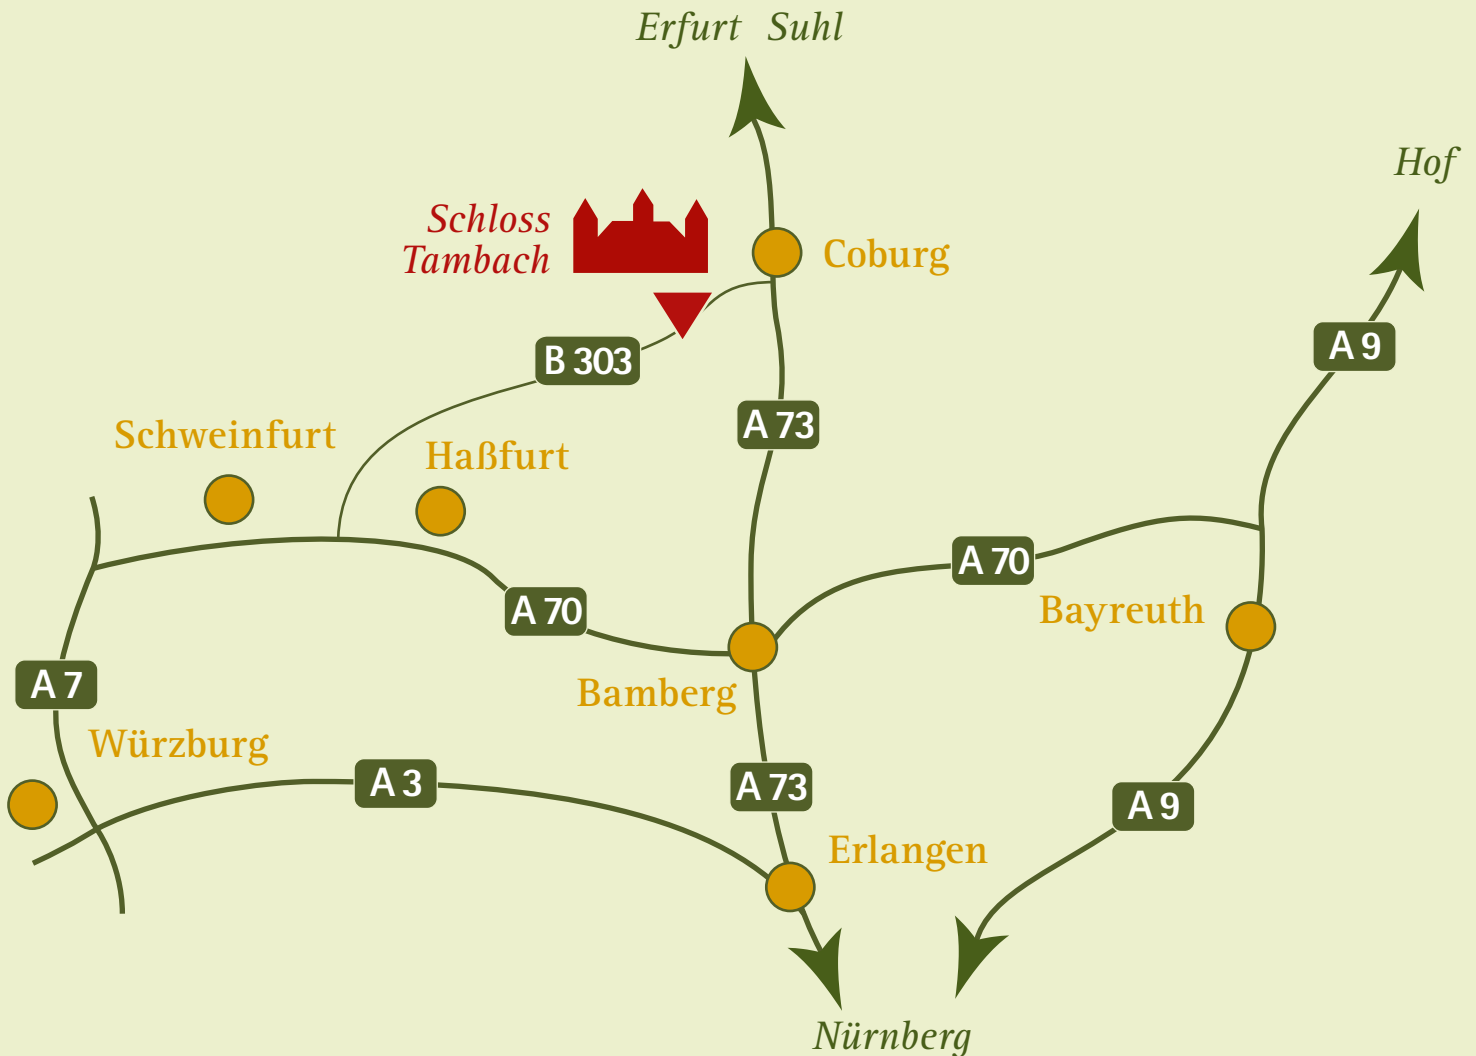 Erfurt Suhl
Hof
Schloss
Tambach
Coburg
A 9
B 303
A 73
Schweinfurt
Haßfurt
A 70
A 70
Bayreuth
A 7
Bamberg
Würzburg
A 3
A 73
A 9
Erlangen
Nürnberg